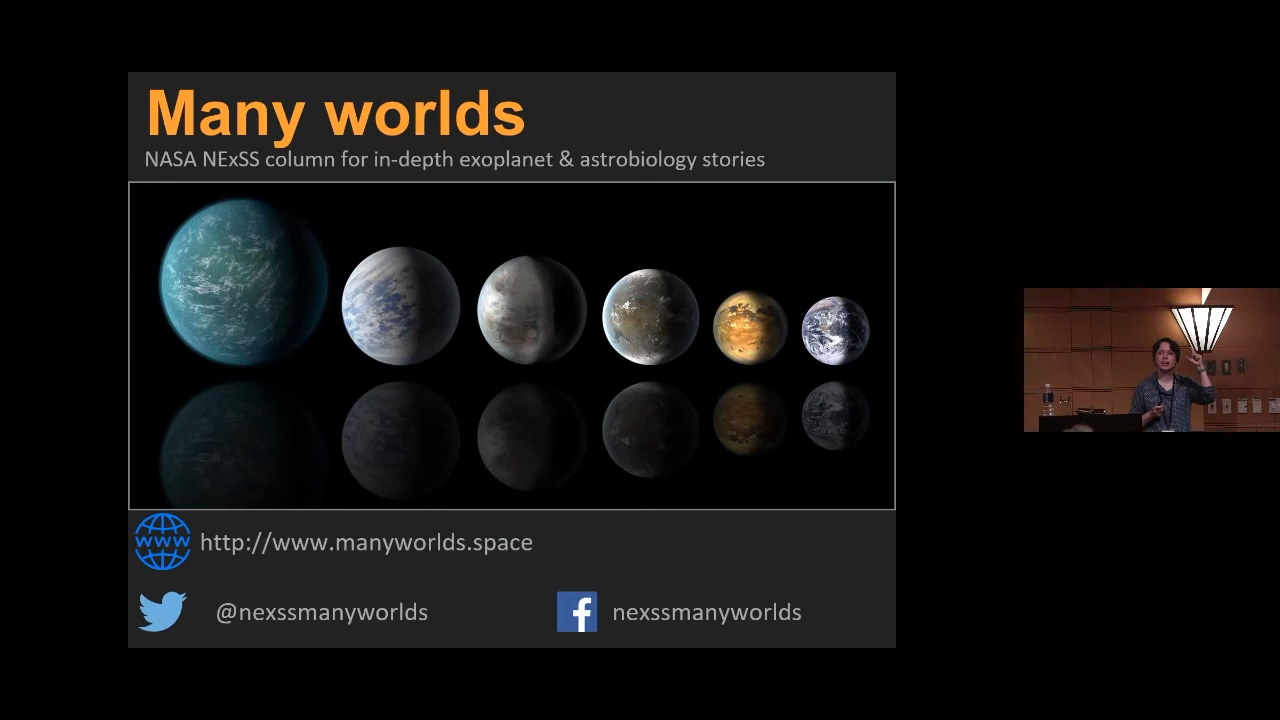 Many worlds
NASA NExSS column for in-depth exoplanet & astrobiology stories
www
http://www.manyworlds.space
@nexssmanyworlds
nexssmanyworlds